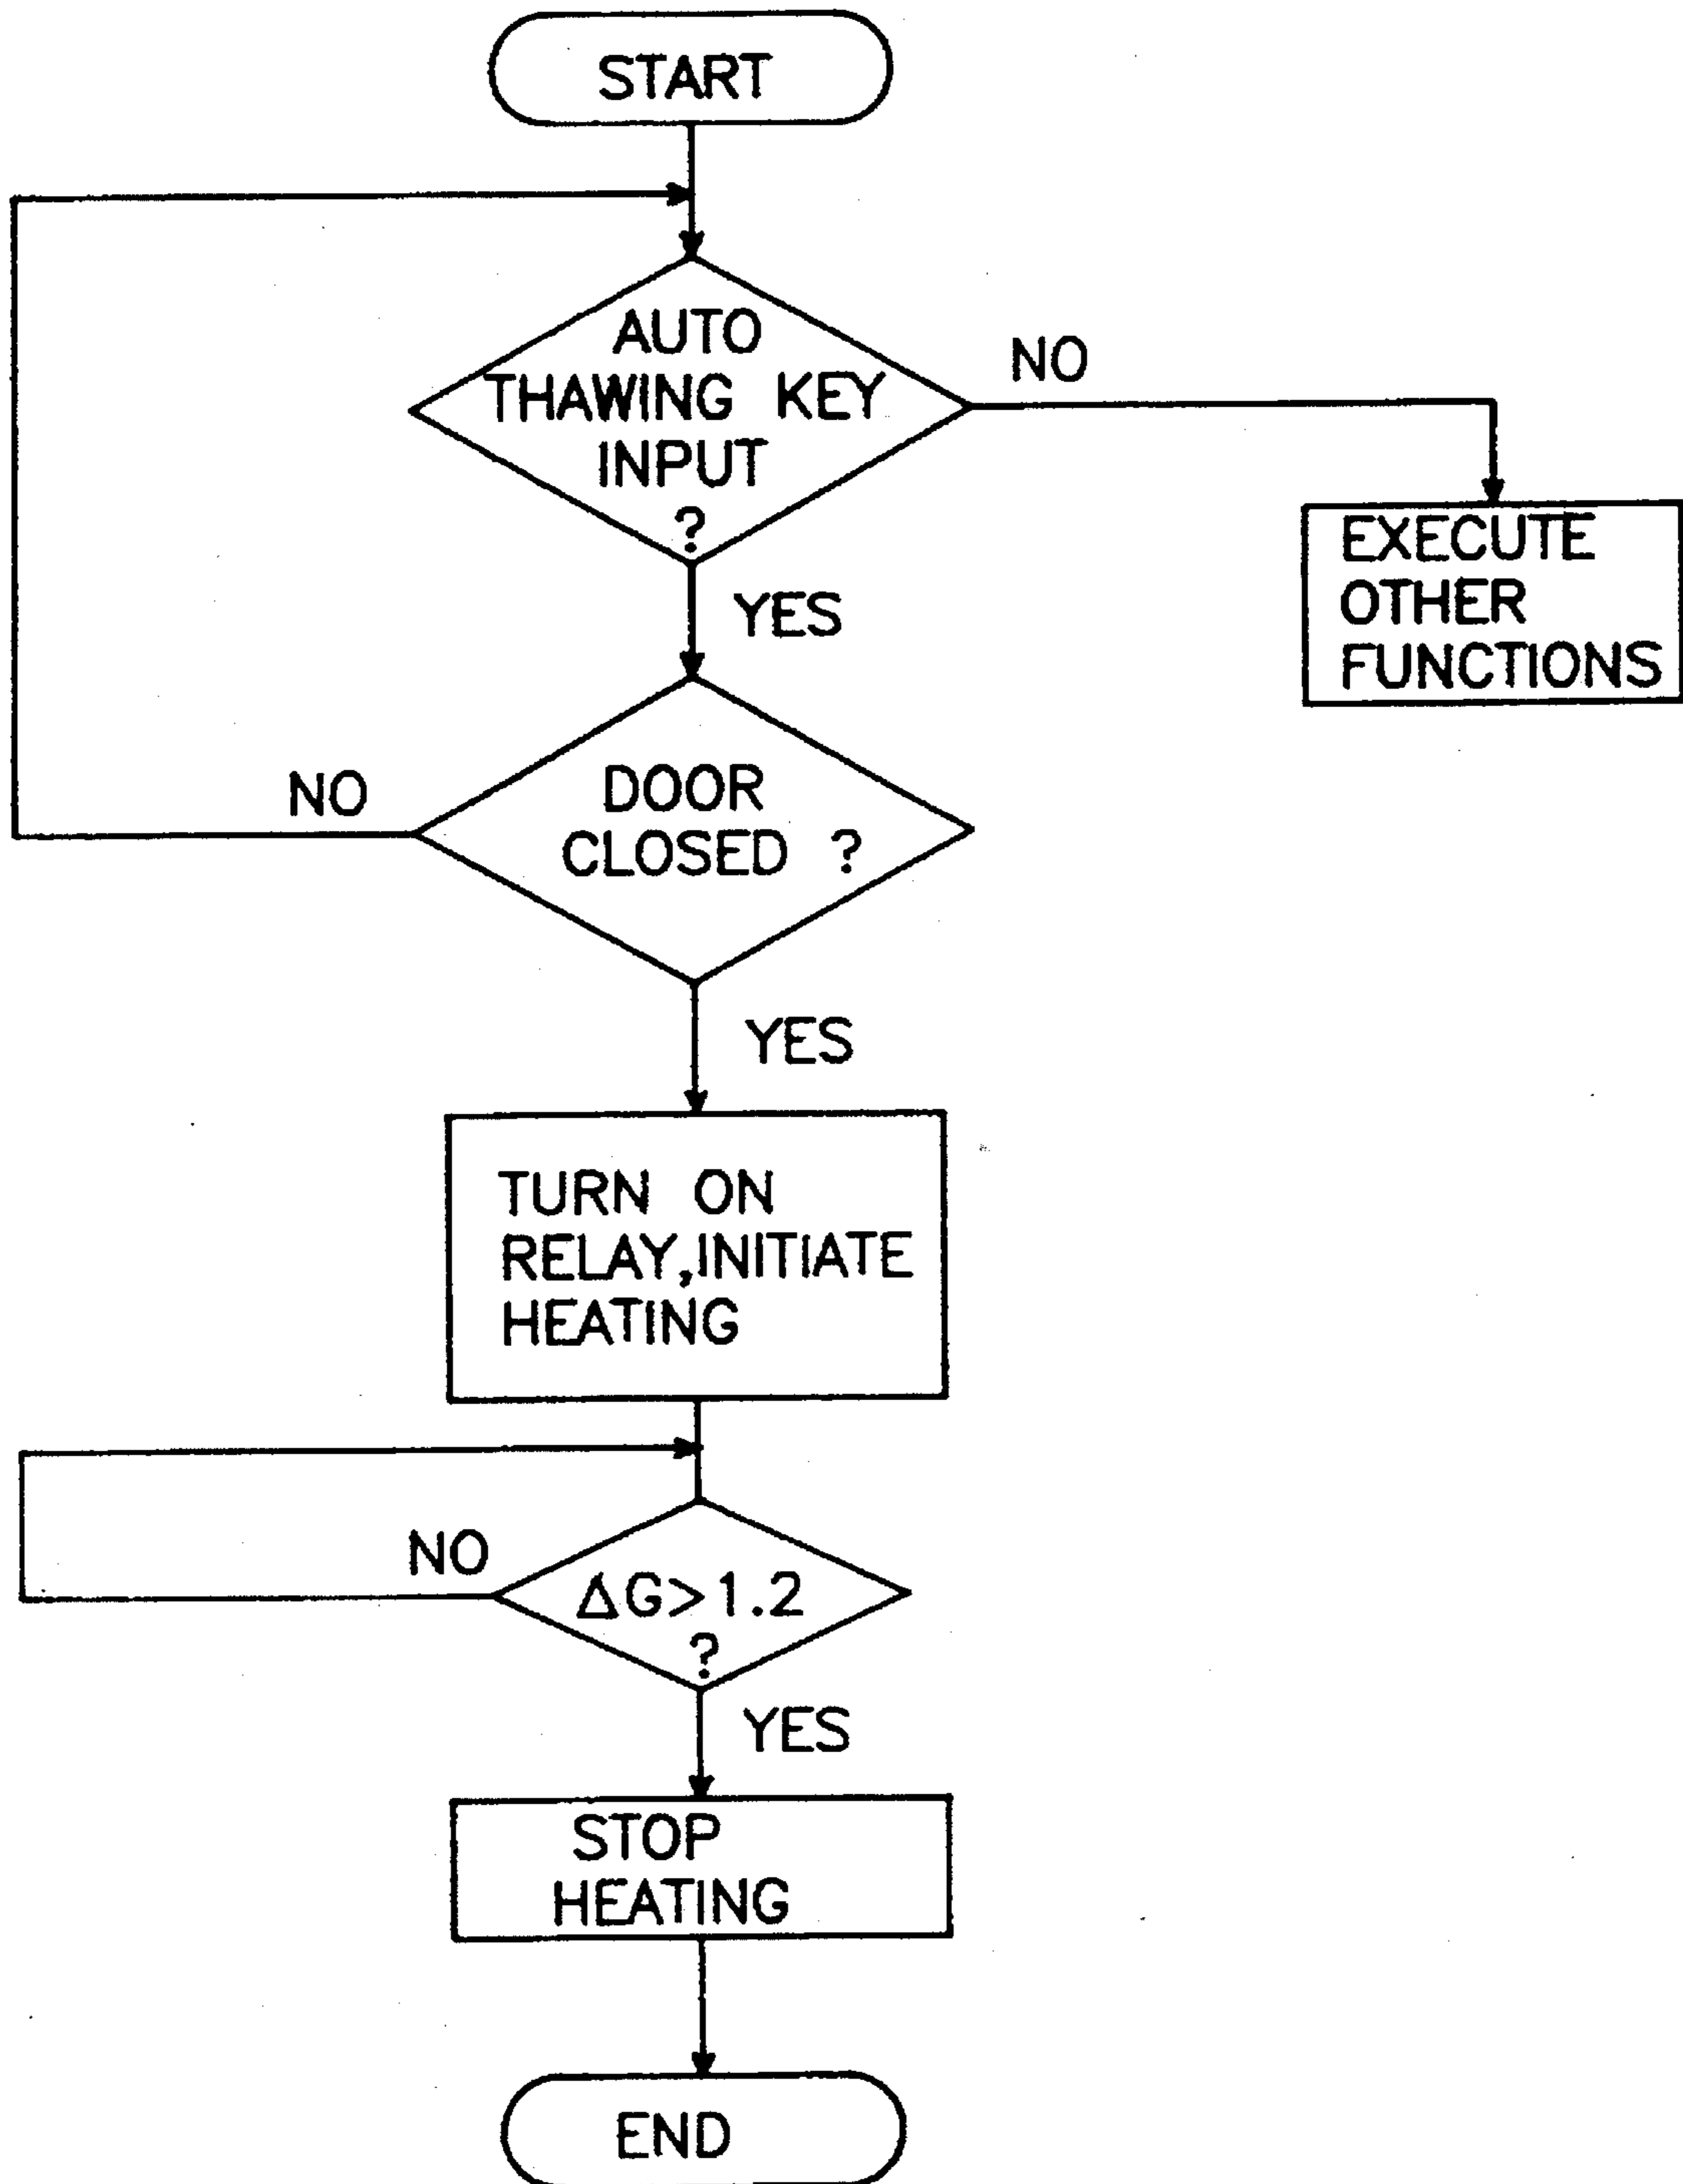 START
AUTO
THAWING KEY
INPUT
?
NO
EXECUTE
OTHER
FUNCTIONS
YES
DOOR
CLOSED ?
NO
YES
TURN ON
RELAY,INITIATE
HEATING
NO
ΔG>1.2
?
YES
STOP
HEATING
END